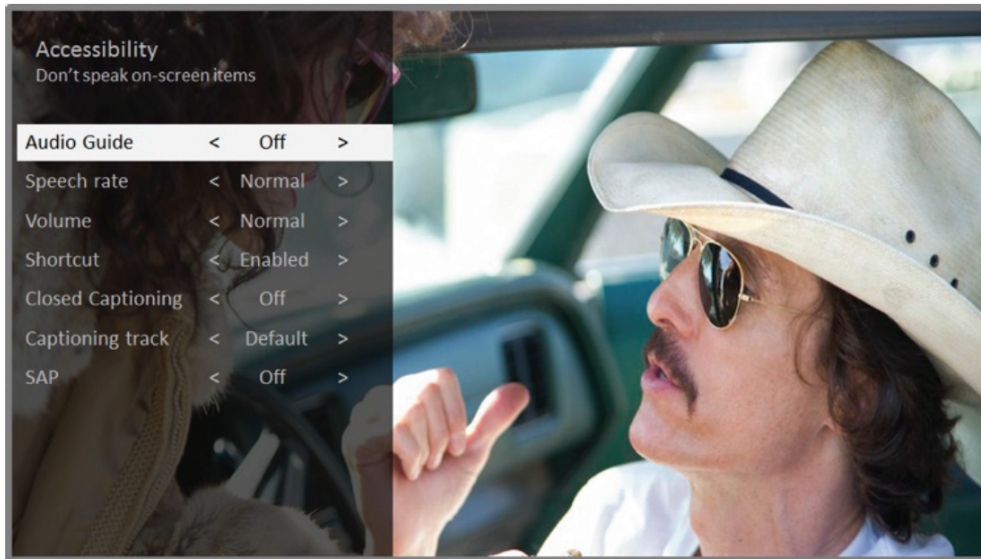 Accessibility
Don't speak on-screen items
Audio Guide < Off >
Speech rate < Normal >
Volume < Normal >
Shortcut < Enabled >
Closed Captioning < Off >
Captioning track < Default >
SAP < Off >